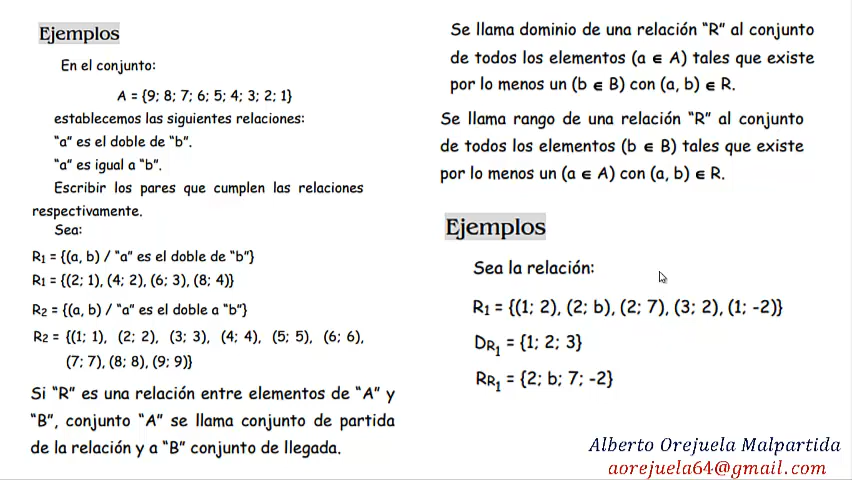 Ejemplos
En el conjunto:
A = {9; 8; 7; 6; 5; 4; 3; 2; 1}
establecemos las siguientes relaciones:
“a” es el doble de “b”.
“a” es igual a “b”.
Escribir los pares que cumplen las relaciones
respectivamente.
Sea:
R₁ = {(a, b) / “a” es el doble de “b”}
R₁ = {(2; 1), (4; 2), (6; 3), (8; 4)}
R₂ = {(a, b) / “a” es el doble a “b”}
R₂ = {(1; 1), (2; 2), (3; 3), (4; 4), (5; 5), (6; 6),
(7; 7), (8; 8), (9; 9)}
Si “R” es una relación entre elementos de “A” y
“B”, conjunto “A” se llama conjunto de partida
de la relación y a “B” conjunto de llegada.
Se llama dominio de una relación “R” al conjunto
de todos los elementos (a ∈ A) tales que existe
por lo menos un (b ∈ B) con (a, b) ∈ R.
Se llama rango de una relación “R” al conjunto
de todos los elementos (b ∈ B) tales que existe
por lo menos un (a ∈ A) con (a, b) ∈ R.
Ejemplos
Sea la relación:
R₁ = {(1; 2), (2; b), (2; 7), (3; 2), (1; -2)}
DR₁ = {1; 2; 3}
RR₁ = {2; b; 7; -2}
Alberto Orejuela Malpartida
aorejuela64@gmail.com